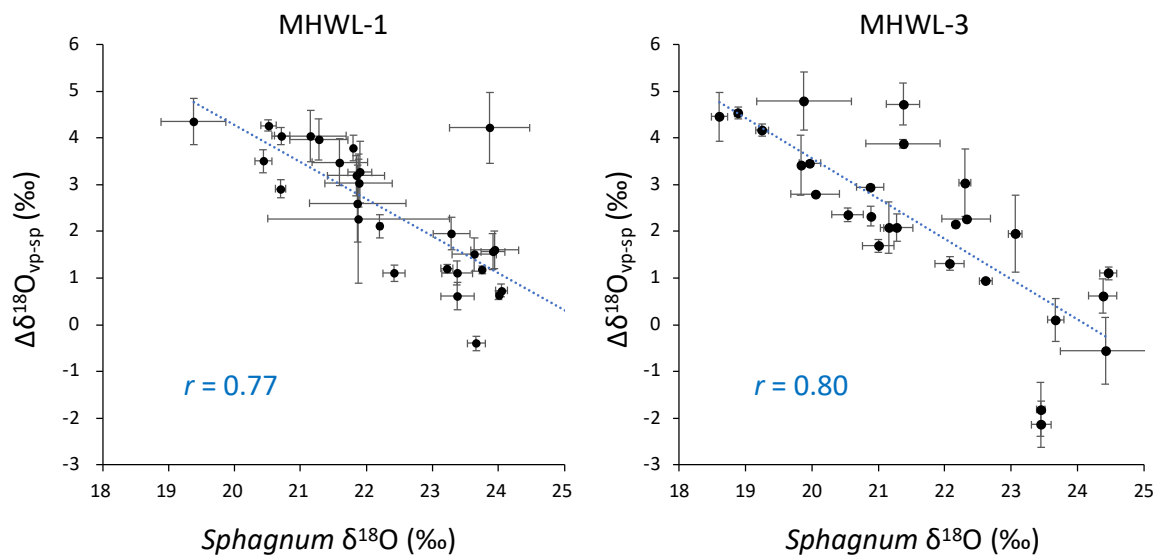 MHWL-1
6
5
4
3
2
1
0
-1
-2
-3
Δδ¹⁸Ovp-sp (‰)
r = 0.77
18 19 20 21 22 23 24 25
Sphagnum δ¹⁸O (‰)
MHWL-3
6
5
4
3
2
1
0
-1
-2
-3
Δδ¹⁸Ovp-sp (‰)
r = 0.80
18 19 20 21 22 23 24 25
Sphagnum δ¹⁸O (‰)